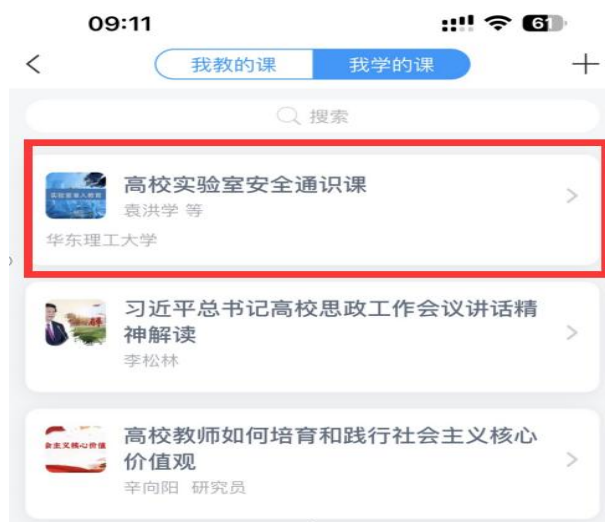 09:11
61
我教的课
我学的课
搜索
高校实验室安全通识课
袁洪学 等
华东理工大学
习近平总书记高校思政工作会议讲话精
神解读
李松林
高校教师如何培育和践行社会主义核心
价值观
辛向阳 研究员